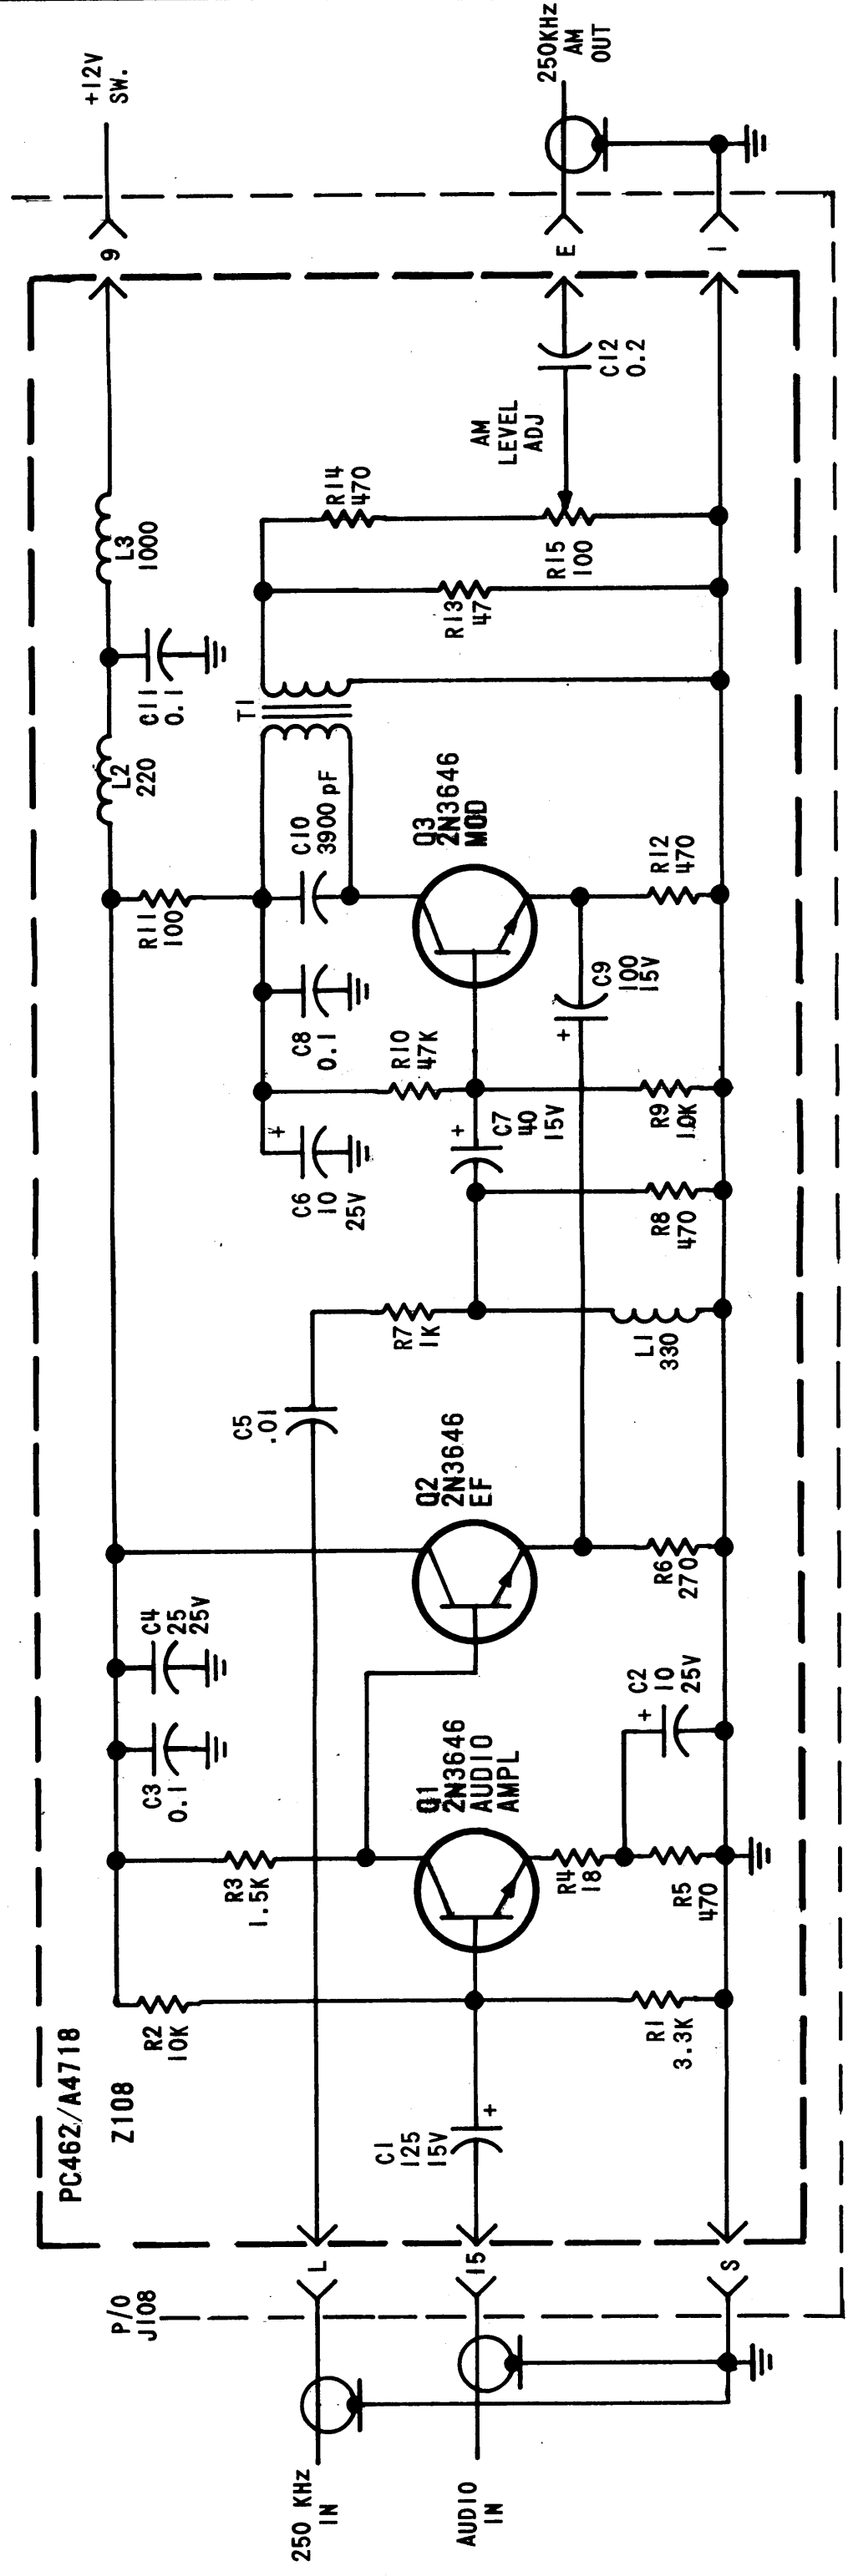 PC462/A4718
Z108
P/O
J108
250 KHz
IN
AUDIO
IN
L
15
S
C1
125
15V
R2
10K
R1
3.3K
R3
1.5K
C3
0.1
C4
25
25V
Q1
2N3646
AUDIO
AMPL
R4
18
R5
470
C2
10
25V
+
+
Q2
2N3646
EF
R6
270
C5
.01
R7
1K
L1
330
R8
470
C6
10
25V
+
C7
40
15V
+
R9
10K
R10
47K
C8
0.1
C9
100
15V
+
R11
100
C10
3900 pF
Q3
2N3646
MOD
R12
470
L2
220
C11
0.1
L3
1000
T1
R13
47
R14
470
R15
100
AM
LEVEL
ADJ
C12
0.2
9
E
1
+12V
SW.
250KHz
AM
OUT